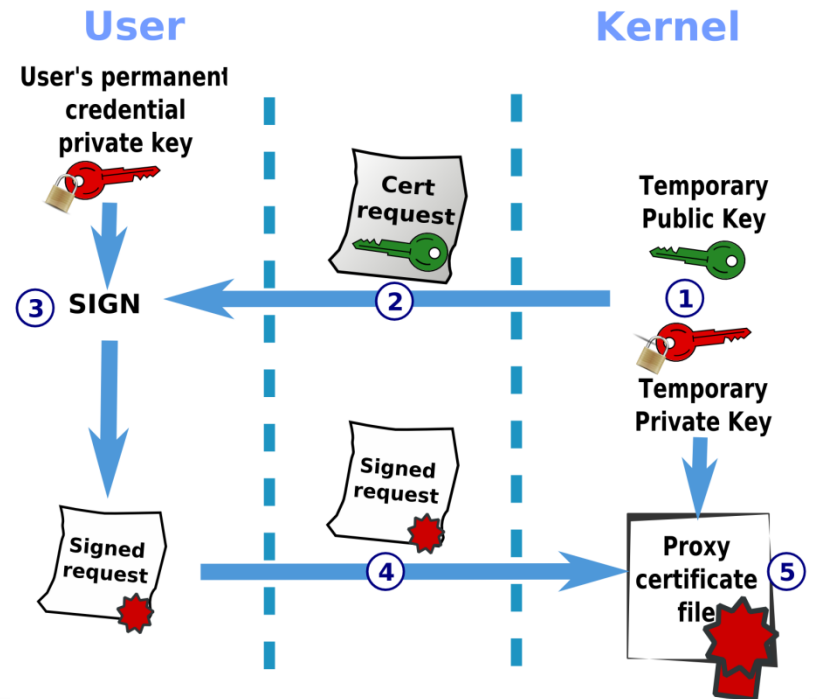 User
Kernel
User's permanent
credential
private key
Cert
request
Temporary
Public Key
3
SIGN
2
1
Temporary
Private Key
Signed
request
Signed
request
4
Proxy
certificate
file
5